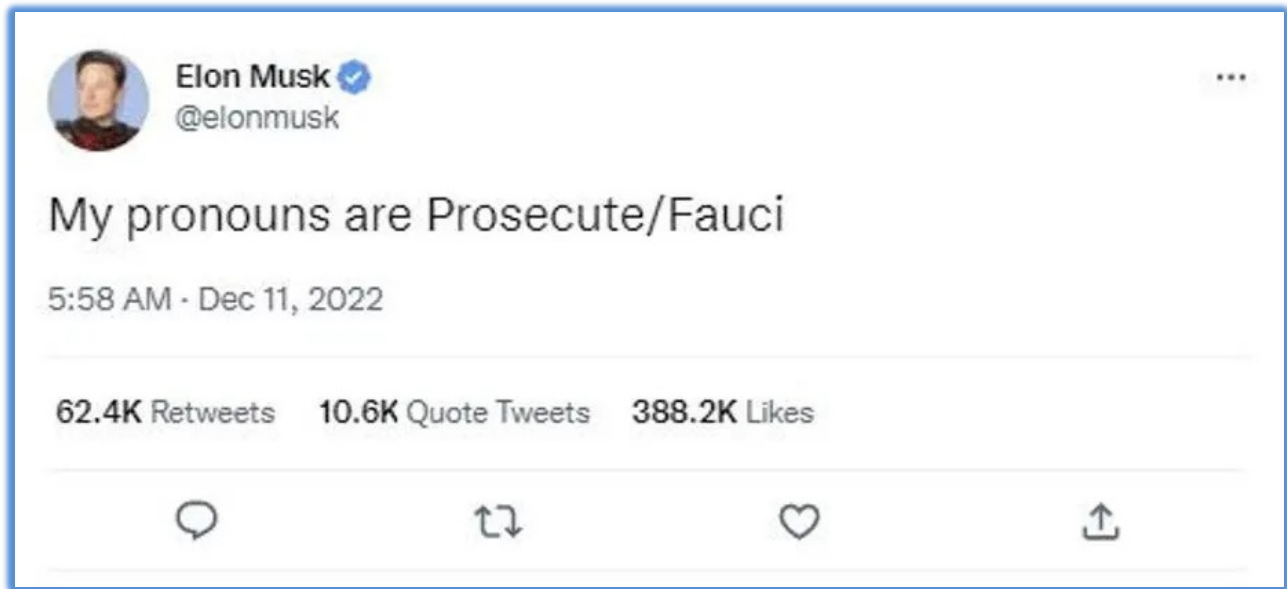 Elon Musk
@elonmusk
My pronouns are Prosecute/Fauci
5:58 AM · Dec 11, 2022
62.4K Retweets 10.6K Quote Tweets 388.2K Likes